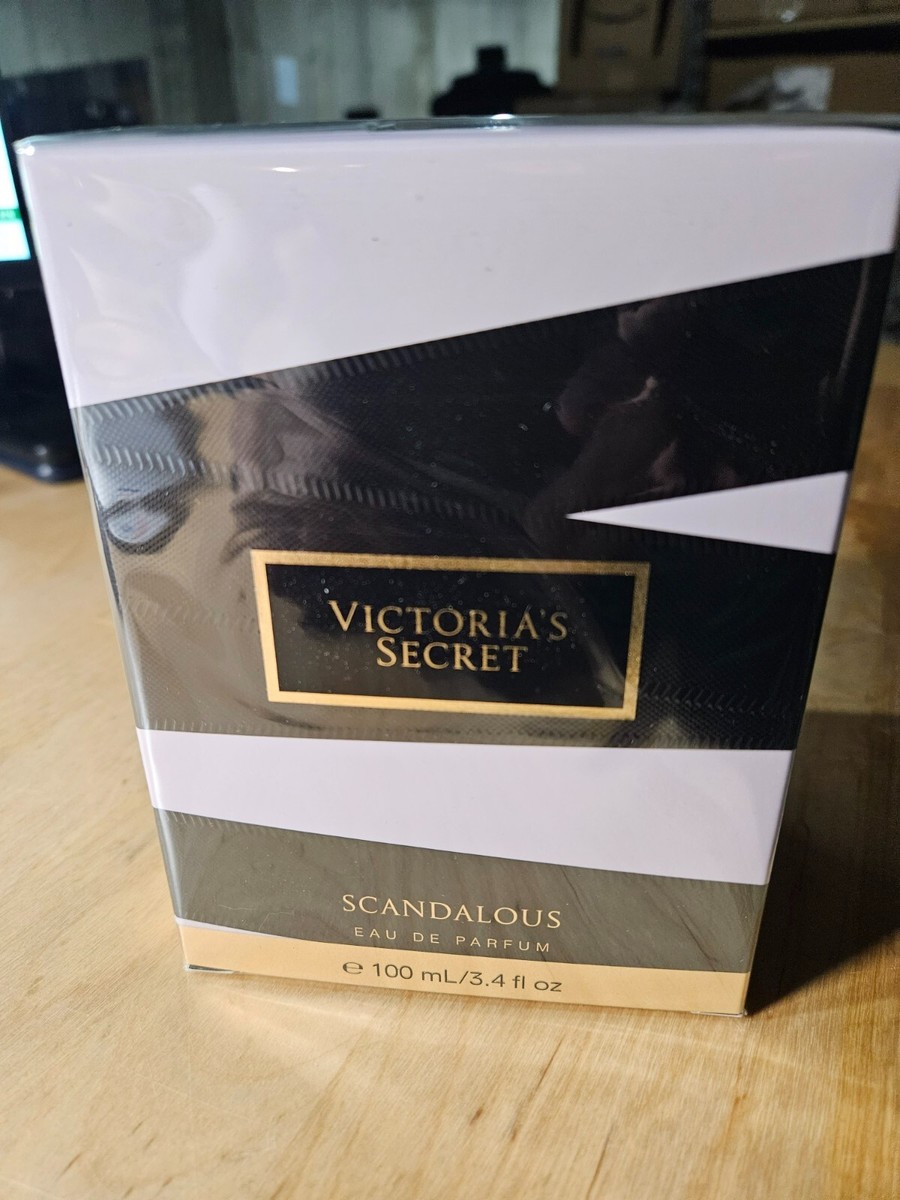 VICTORIA'S
SECRET
SCANDALOUS
EAU DE PARFUM
℮ 100 mL/3.4 fl oz